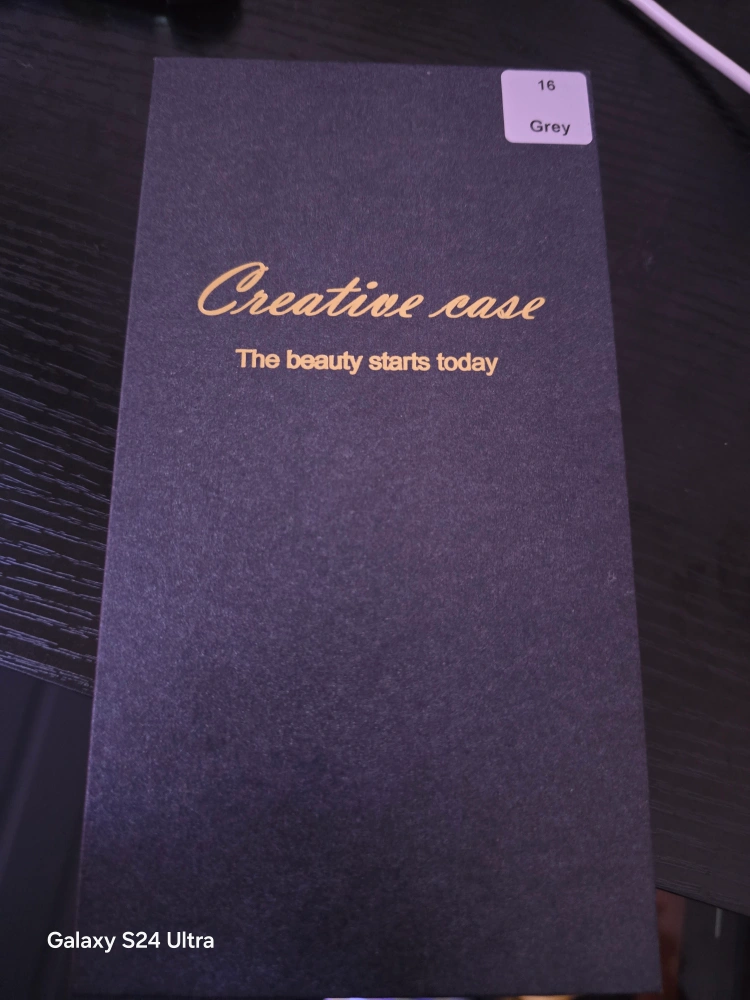 16
Grey
Creative case
The beauty starts today
Galaxy S24 Ultra